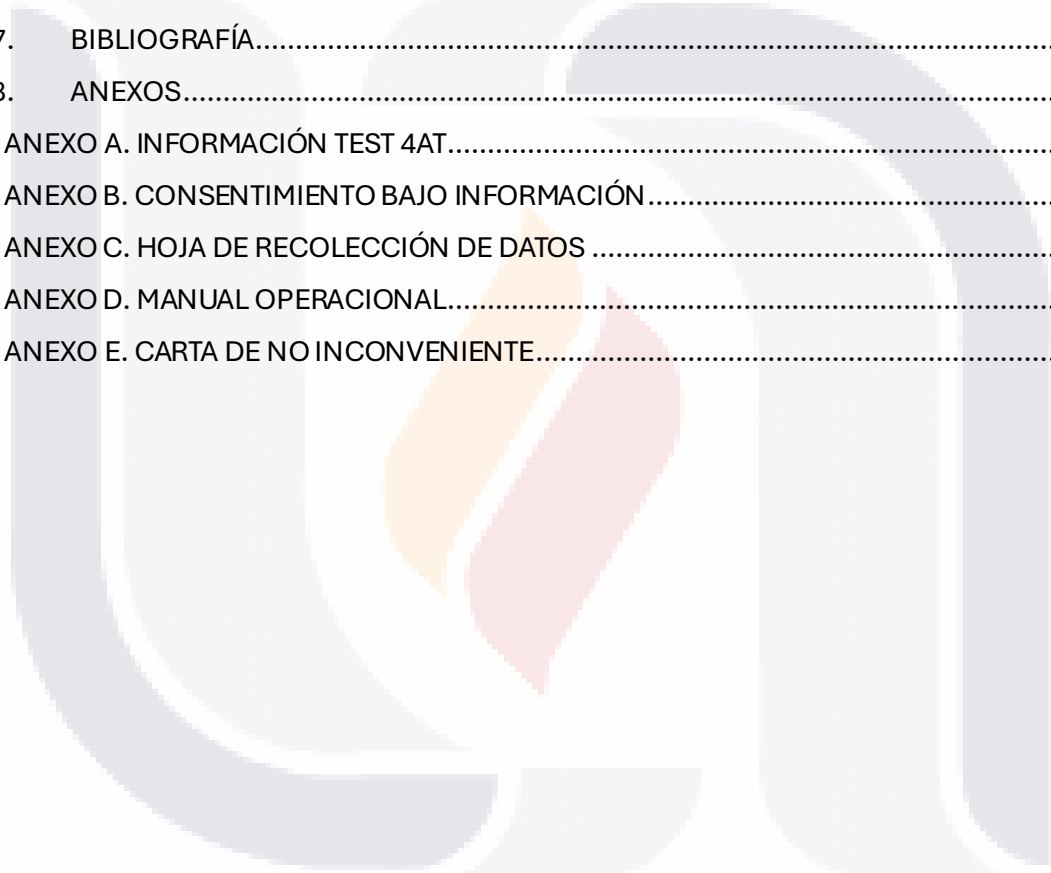 7. BIBLIOGRAFÍA................................................................
8. ANEXOS................................................................
ANEXO A. INFORMACIÓN TEST 4AT................................................................
ANEXO B. CONSENTIMIENTO BAJO INFORMACIÓN................................................................
ANEXO C. HOJA DE RECOLECCIÓN DE DATOS ................................................................
ANEXO D. MANUAL OPERACIONAL................................................................
ANEXO E. CARTA DE NO INCONVENIENTE................................................................